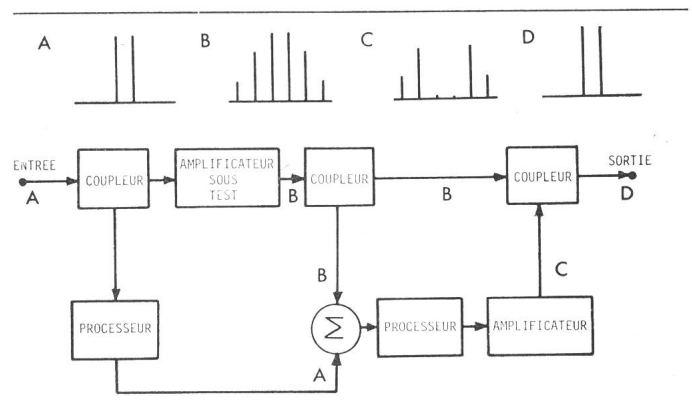 A
B
C
D
ENTREE
A
COUPLEUR
AMPLIFICATEUR
SOUS
TEST
B
COUPLEUR
B
COUPLEUR
SORTIE
D
B
C
PROCESSEUR
Σ
PROCESSEUR
AMPLIFICATEUR
A